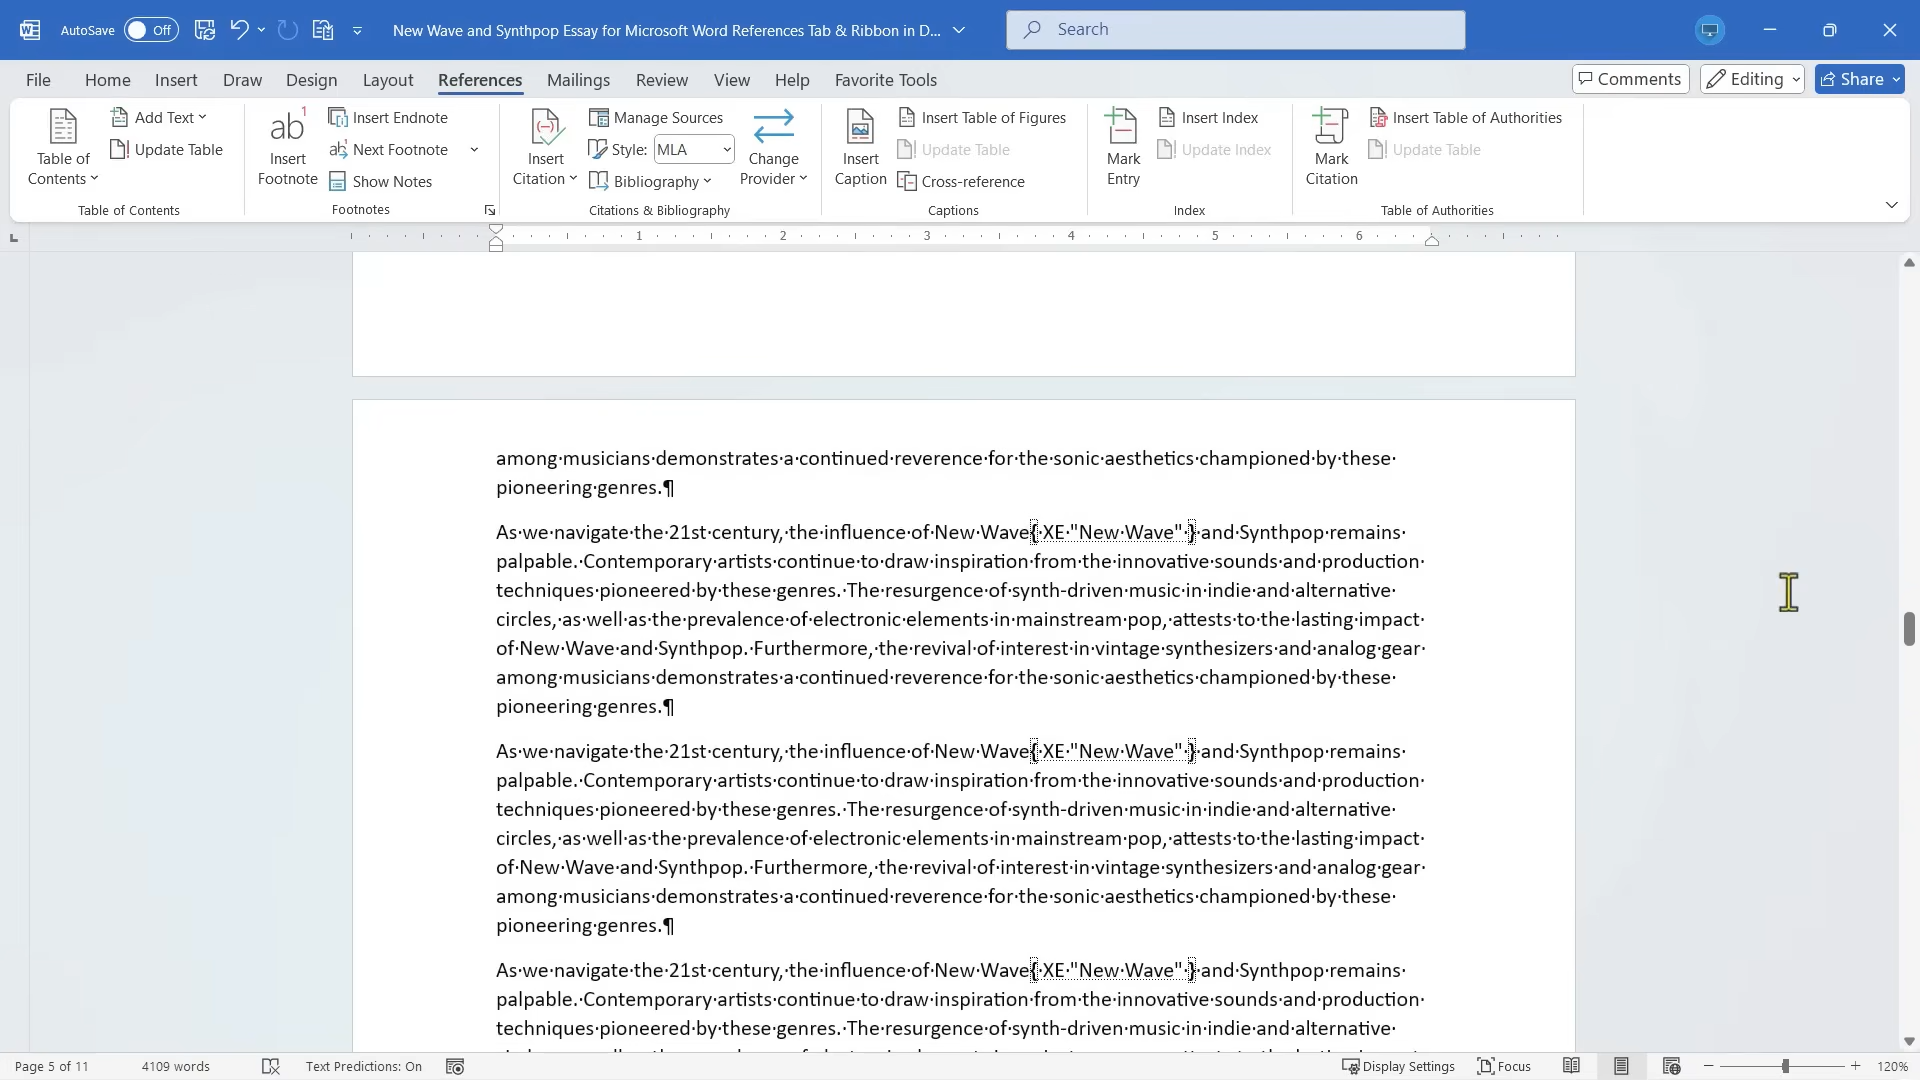 AutoSave Off New Wave and Synthpop Essay for Microsoft Word References Tab & Ribbon in D... Search
File Home Insert Draw Design Layout References Mailings Review View Help Favorite Tools Comments Editing Share
Table of Contents
Add Text
Update Table
Table of Contents
ab1
Insert Footnote
Insert Endnote
Next Footnote
Show Notes
Footnotes
Insert Citation
Manage Sources
Style: MLA
Bibliography
Change Provider
Citations & Bibliography
Insert Caption
Insert Table of Figures
Update Table
Cross-reference
Captions
Mark Entry
Insert Index
Update Index
Index
Mark Citation
Insert Table of Authorities
Update Table
Table of Authorities
1 2 3 4 5 6
among·musicians·demonstrates·a·continued·reverence·for·the·sonic·aesthetics·championed·by·these·
pioneering·genres.¶
As·we·navigate·the·21st·century,·the·influence·of·New·Wave{·XE·"New·Wave"·}·and·Synthpop·remains·
palpable.·Contemporary·artists·continue·to·draw·inspiration·from·the·innovative·sounds·and·production·
techniques·pioneered·by·these·genres.·The·resurgence·of·synth-driven·music·in·indie·and·alternative·
circles,·as·well·as·the·prevalence·of·electronic·elements·in·mainstream·pop,·attests·to·the·lasting·impact·
of·New·Wave·and·Synthpop.·Furthermore,·the·revival·of·interest·in·vintage·synthesizers·and·analog·gear·
among·musicians·demonstrates·a·continued·reverence·for·the·sonic·aesthetics·championed·by·these·
pioneering·genres.¶
As·we·navigate·the·21st·century,·the·influence·of·New·Wave{·XE·"New·Wave"·}·and·Synthpop·remains·
palpable.·Contemporary·artists·continue·to·draw·inspiration·from·the·innovative·sounds·and·production·
techniques·pioneered·by·these·genres.·The·resurgence·of·synth-driven·music·in·indie·and·alternative·
circles,·as·well·as·the·prevalence·of·electronic·elements·in·mainstream·pop,·attests·to·the·lasting·impact·
of·New·Wave·and·Synthpop.·Furthermore,·the·revival·of·interest·in·vintage·synthesizers·and·analog·gear·
among·musicians·demonstrates·a·continued·reverence·for·the·sonic·aesthetics·championed·by·these·
pioneering·genres.¶
As·we·navigate·the·21st·century,·the·influence·of·New·Wave{·XE·"New·Wave"·}·and·Synthpop·remains·
palpable.·Contemporary·artists·continue·to·draw·inspiration·from·the·innovative·sounds·and·production·
techniques·pioneered·by·these·genres.·The·resurgence·of·synth-driven·music·in·indie·and·alternative·
Page 5 of 11 4109 words Text Predictions: On Display Settings Focus 120%